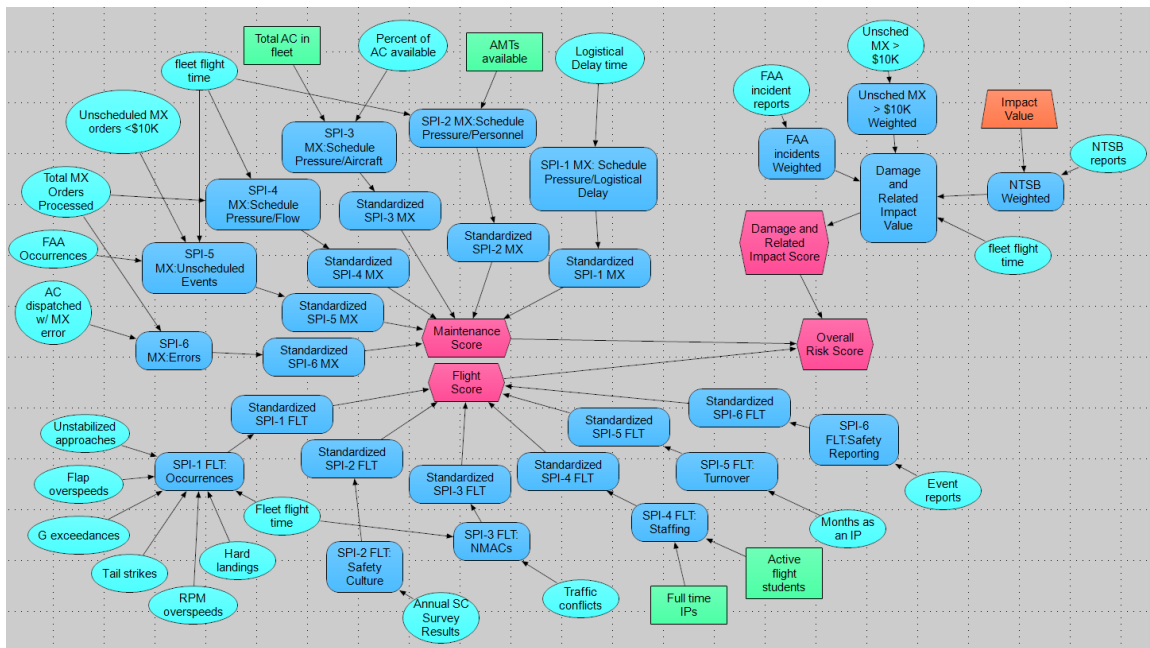 Total AC in
fleet
Percent of
AC available
AMTs
available
Logistical
Delay time
Unsched
MX >
$10K
fleet flight
time
FAA
incident
reports
Unsched MX
> $10K
Weighted
Impact
Value
Unscheduled MX
orders <$10K
SPI-3
MX:Schedule
Pressure/Aircraft
SPI-2 MX:Schedule
Pressure/Personnel
FAA
incidents
Weighted
NTSB
reports
SPI-1 MX: Schedule
Pressure/Logistical
Delay
Damage
and
Related
Impact
Value
NTSB
Weighted
Total MX
Orders
Processed
SPI-4
MX:Schedule
Pressure/Flow
Standardized
SPI-3 MX
Standardized
SPI-2 MX
Damage and
Related
Impact Score
fleet flight
time
FAA
Occurrences
SPI-5
MX:Unscheduled
Events
Standardized
SPI-4 MX
Standardized
SPI-1 MX
AC
dispatched
w/ MX
error
Standardized
SPI-5 MX
SPI-6
MX:Errors
Standardized
SPI-6 MX
Maintenance
Score
Overall
Risk Score
Flight
Score
Standardized
SPI-1 FLT
Standardized
SPI-6 FLT
Standardized
SPI-5 FLT
SPI-6
FLT:Safety
Reporting
Unstabilized
approaches
Standardized
SPI-2 FLT
SPI-1 FLT:
Occurrences
Standardized
SPI-3 FLT
Standardized
SPI-4 FLT
SPI-5 FLT:
Turnover
Flap
overspeeds
Event
reports
Fleet flight
time
SPI-4 FLT:
Staffing
Months as
an IP
G exceedances
SPI-3 FLT:
NMACs
Hard
landings
SPI-2 FLT:
Safety
Culture
Tail strikes
Active
flight
students
RPM
overspeeds
Traffic
conflicts
Full time
IPs
Annual SC
Survey
Results